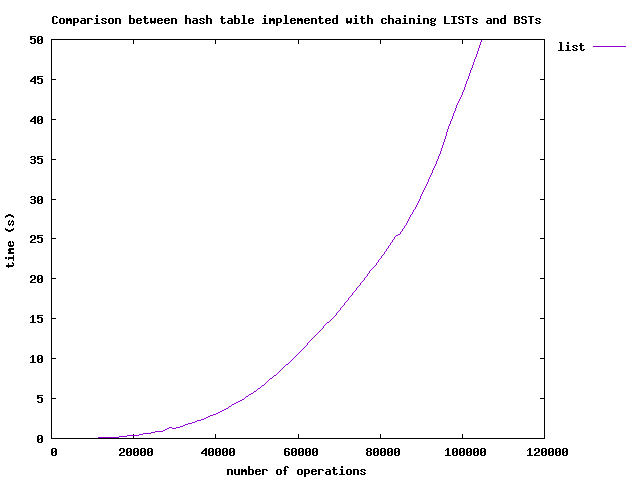 Comparison between hash table implemented with chaining LISTs and BSTs
list
50
45
40
35
30
25
20
15
10
5
0
time (s)
0 20000 40000 60000 80000 100000 120000
number of operations